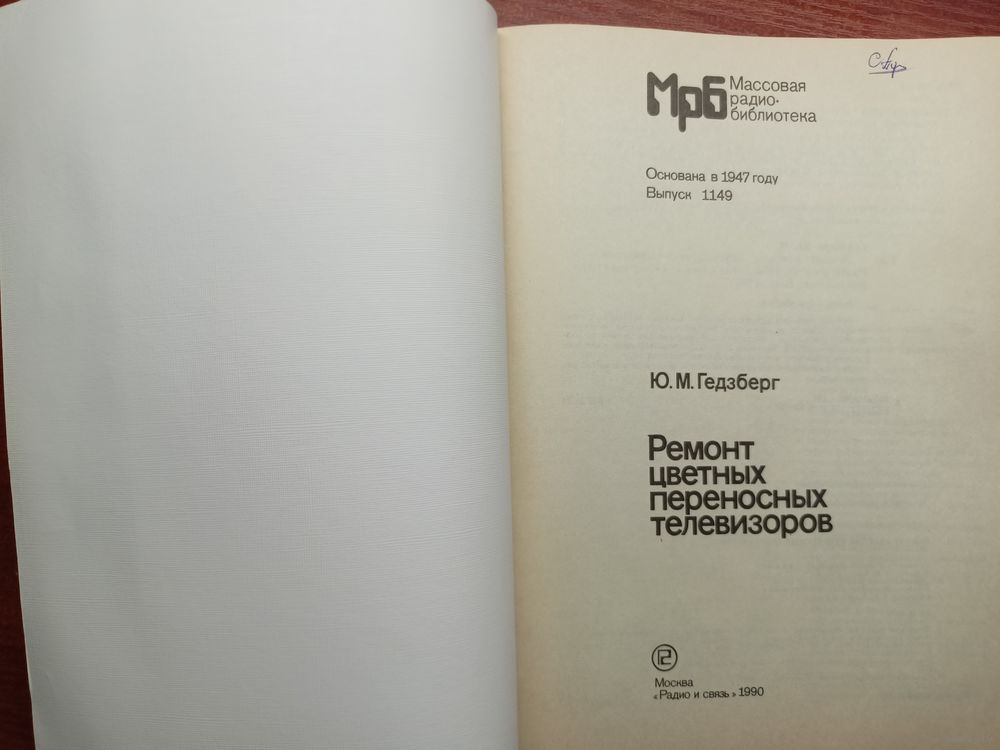 Мрб Массовая
радио-
библиотека
Основана в 1947 году
Выпуск 1149
Ю. М. Гедзберг
Ремонт
цветных
переносных
телевизоров
Москва
«Радио и связь» 1990